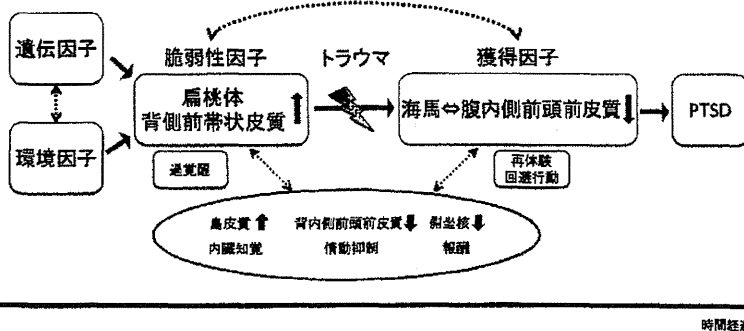 遺伝因子
環境因子
脆弱性因子
扁桃体
背側前帯状皮質
過覚醒
トラウマ
獲得因子
海馬⇔腹内側前頭前皮質
再体験
回避行動
PTSD
島皮質 背内側前頭前皮質 側坐核
内臓知覚 情動抑制 報酬
時間経過